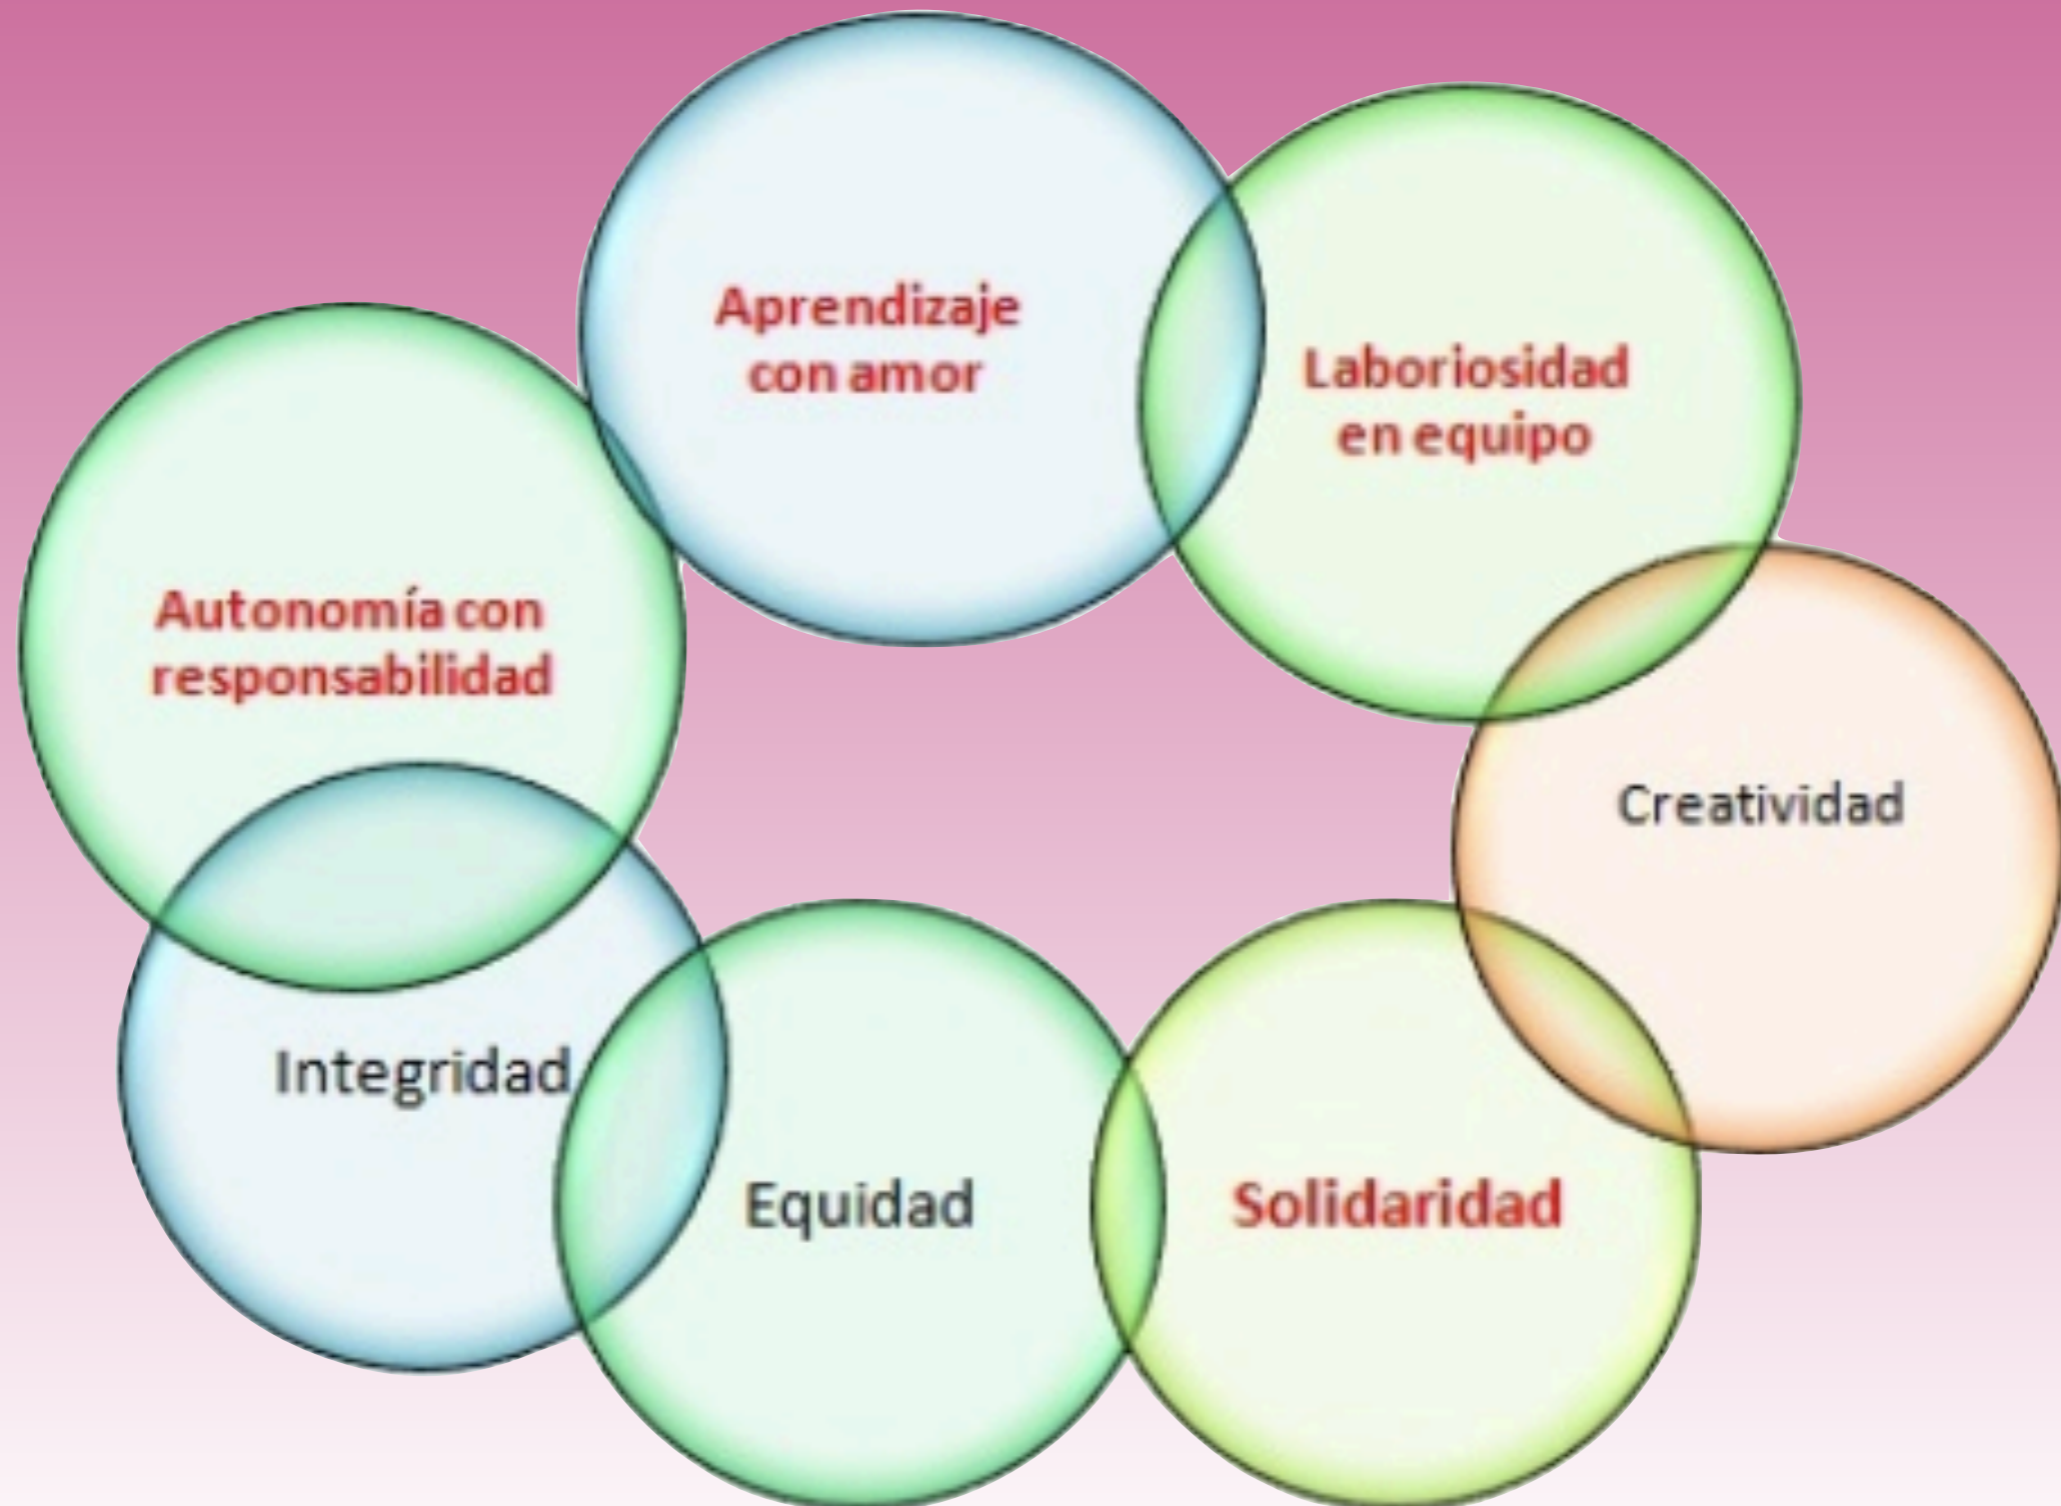 Aprendizaje
con amor
Laboriosidad
en equipo
Autonomía con
responsabilidad
Creatividad
Integridad
Equidad
Solidaridad